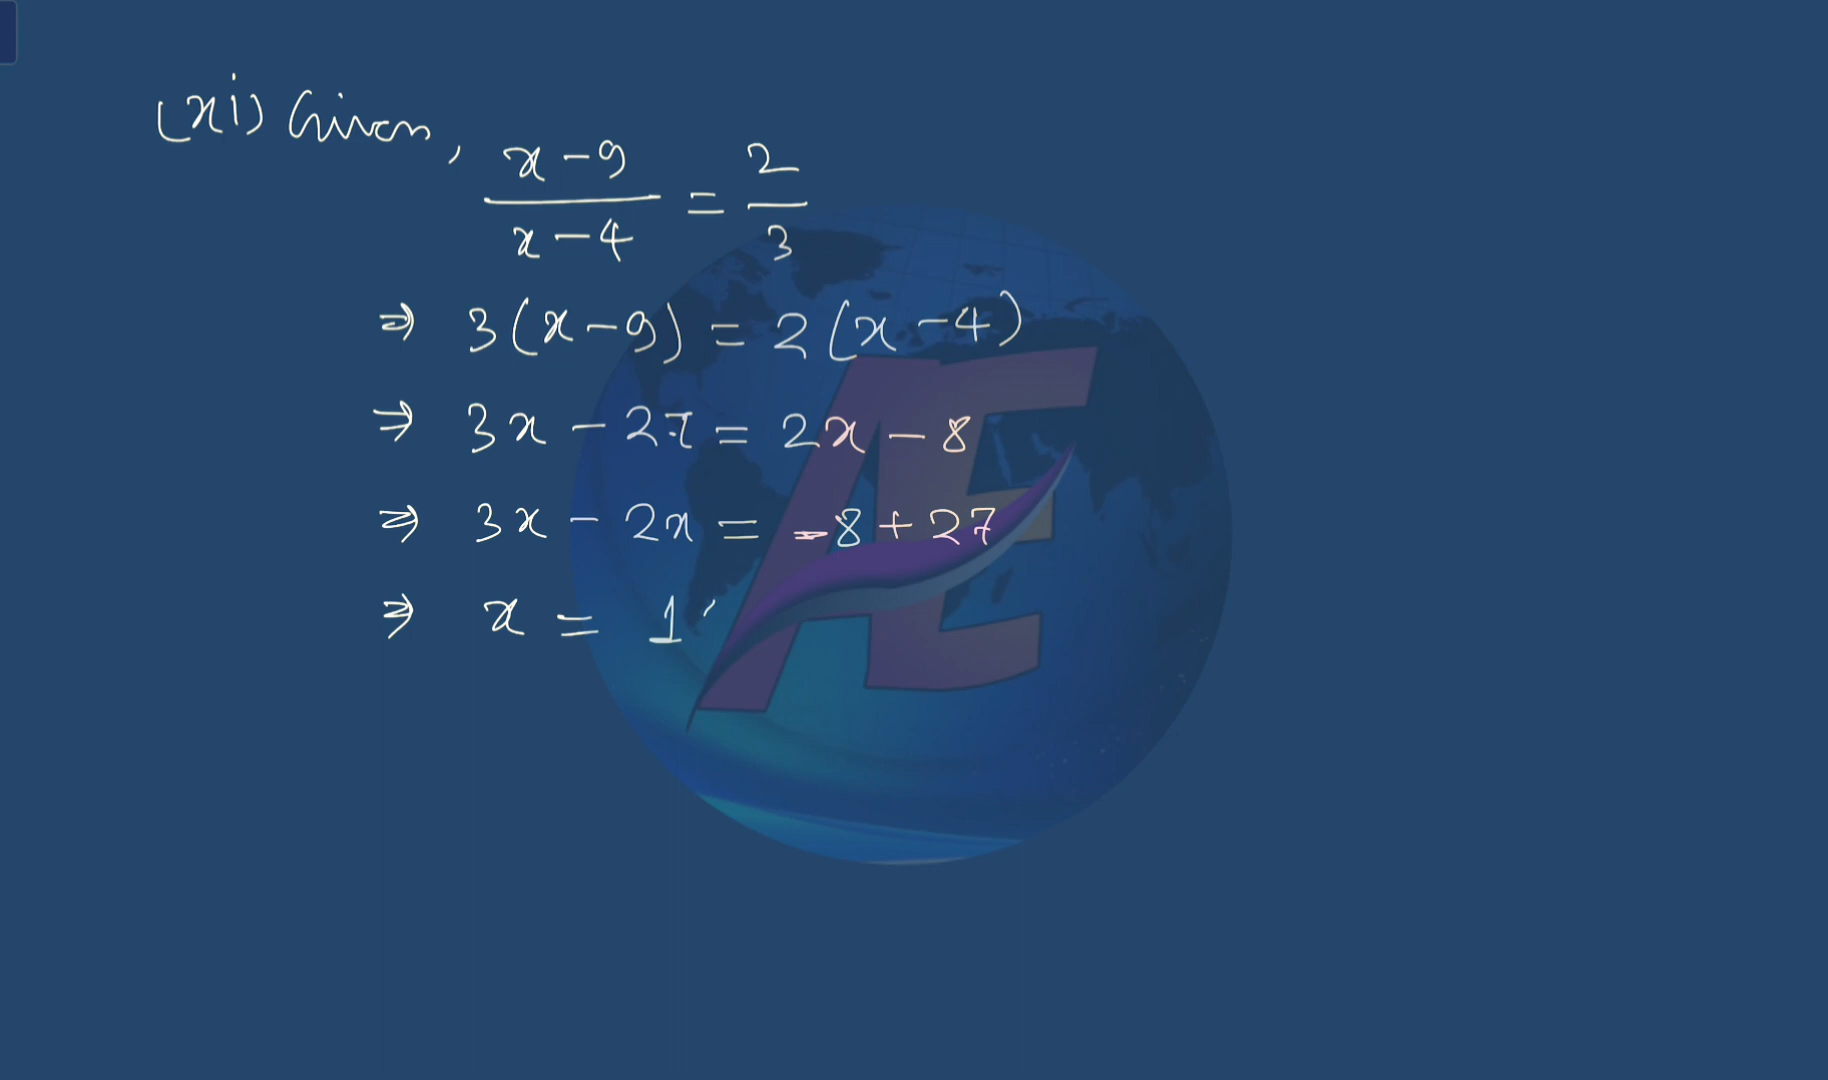 (xi) Given,
x-9/x-4 = 2/3
⇒ 3(x-9) = 2(x-4)
⇒ 3x - 27 = 2x - 8
⇒ 3x - 2x = -8 + 27
⇒ x = 1
Æ